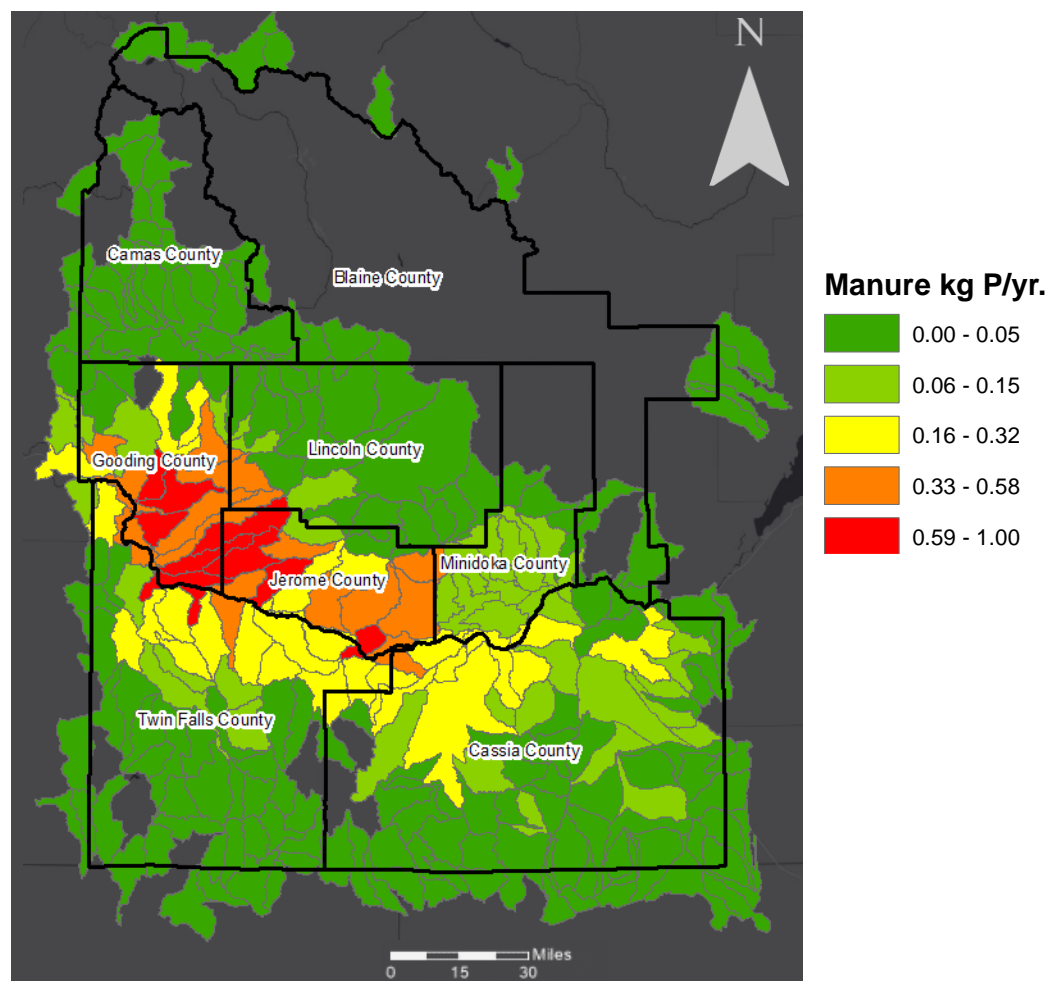 N
Camas County
Blaine County
Lincoln County
Gooding County
Minidoka County
Jerome County
Twin Falls County
Cassia County
Miles
0 15 30
Manure kg P/yr.
0.00 - 0.05
0.06 - 0.15
0.16 - 0.32
0.33 - 0.58
0.59 - 1.00